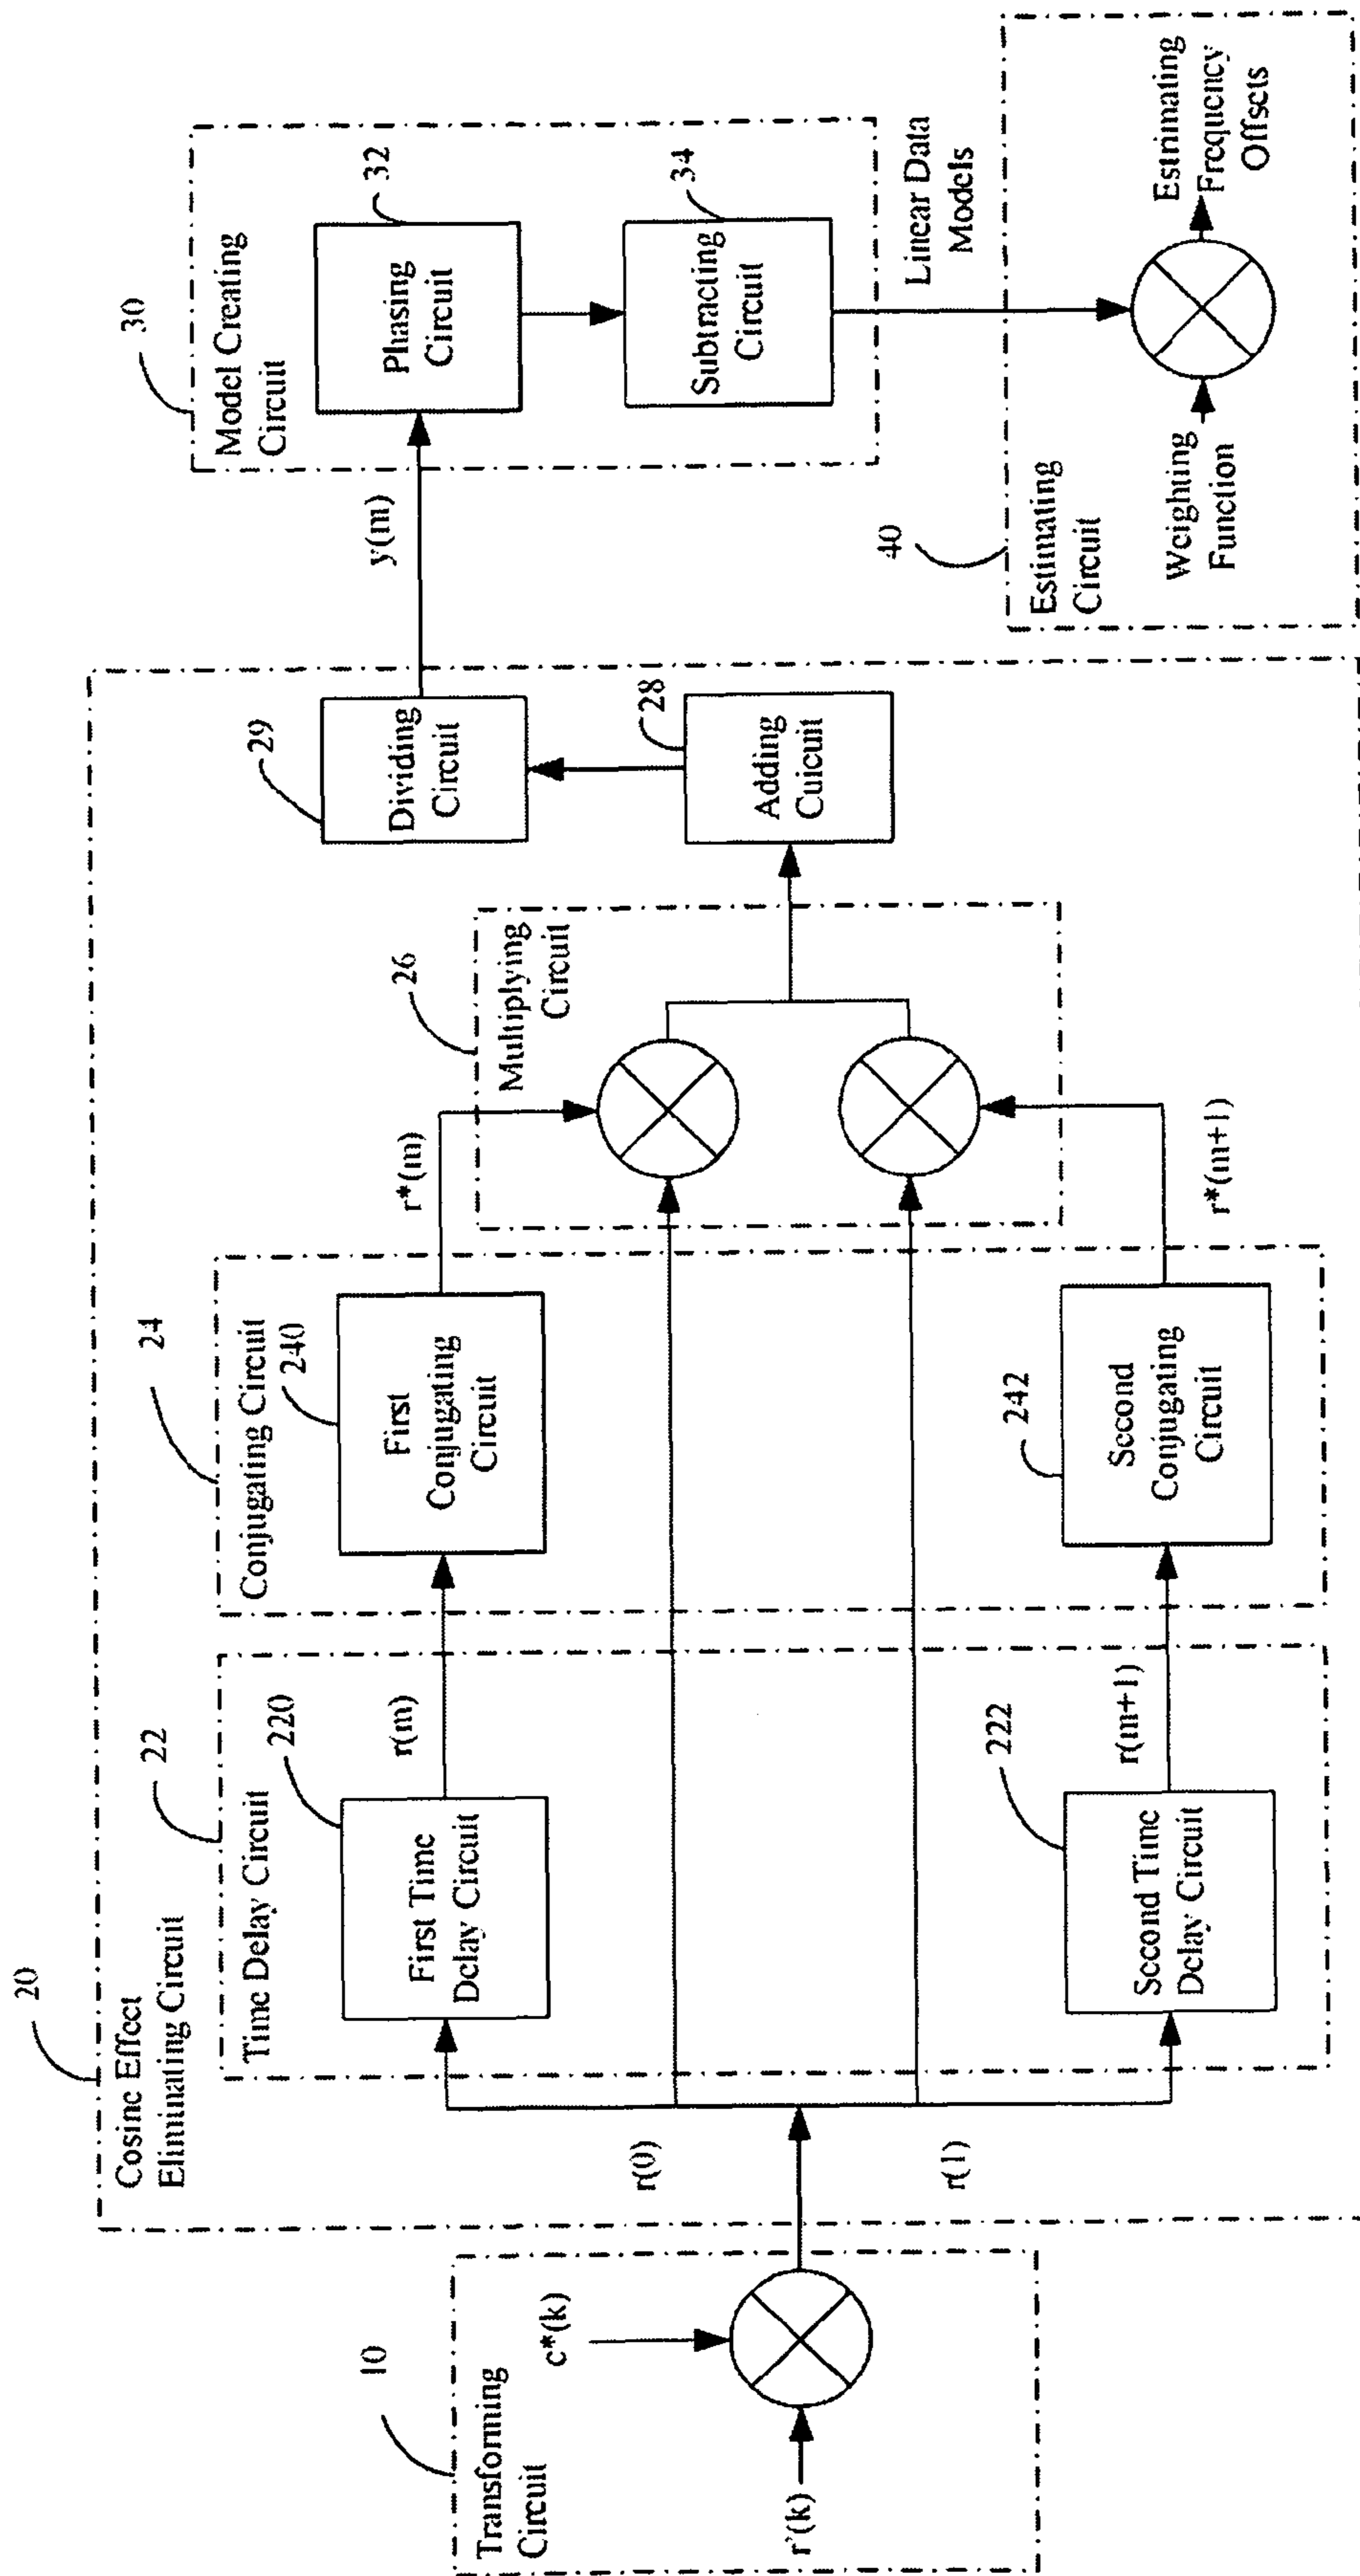 10
Transforming
Circuit
c*(k)
r'(k)
20
Cosine Effect
Eliminating Circuit
22
Time Delay Circuit
220
First Time
Delay Circuit
r(m)
r(0)
r(1)
222
Second Time
Delay Circuit
r(m+1)
24
Conjugating Circuit
240
First
Conjugating
Circuit
r*(m)
242
Second
Conjugating
Circuit
r*(m+1)
26
Multiplying
Circuit
28
Adding
Cuicuit
29
Dividing
Circuit
y(m)
30
Model Creating
Circuit
32
Phasing
Circuit
34
Subtracting
Circuit
Linear Data
Models
40
Estimating
Circuit
Weighting
Function
Estnimating
Frequency
Offsets